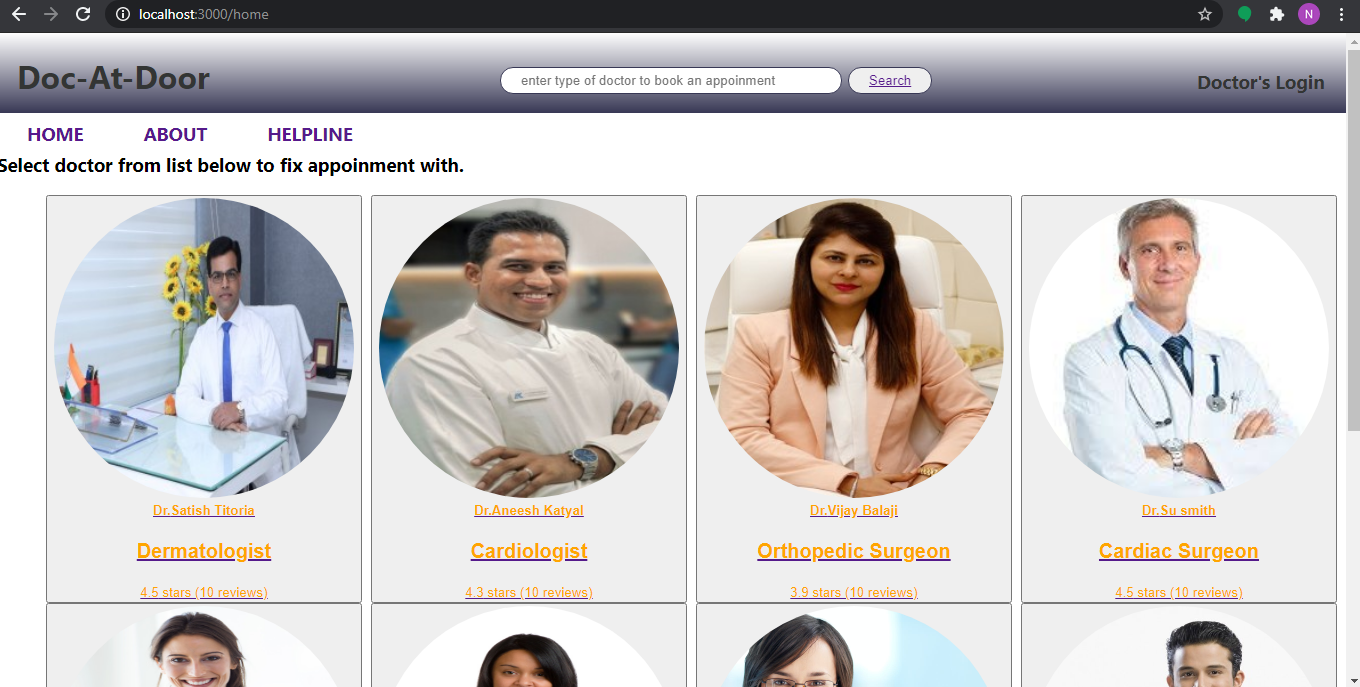 localhost:3000/home
N
Doc-At-Door
enter type of doctor to book an appoinment
Search
Doctor's Login
HOME
ABOUT
HELPLINE
Select doctor from list below to fix appoinment with.
Dr.Satish Titoria
Dermatologist
4.5 stars (10 reviews)
Dr.Aneesh Katyal
Cardiologist
4.3 stars (10 reviews)
Dr.Vijay Balaji
Orthopedic Surgeon
3.9 stars (10 reviews)
Dr.Su smith
Cardiac Surgeon
4.5 stars (10 reviews)